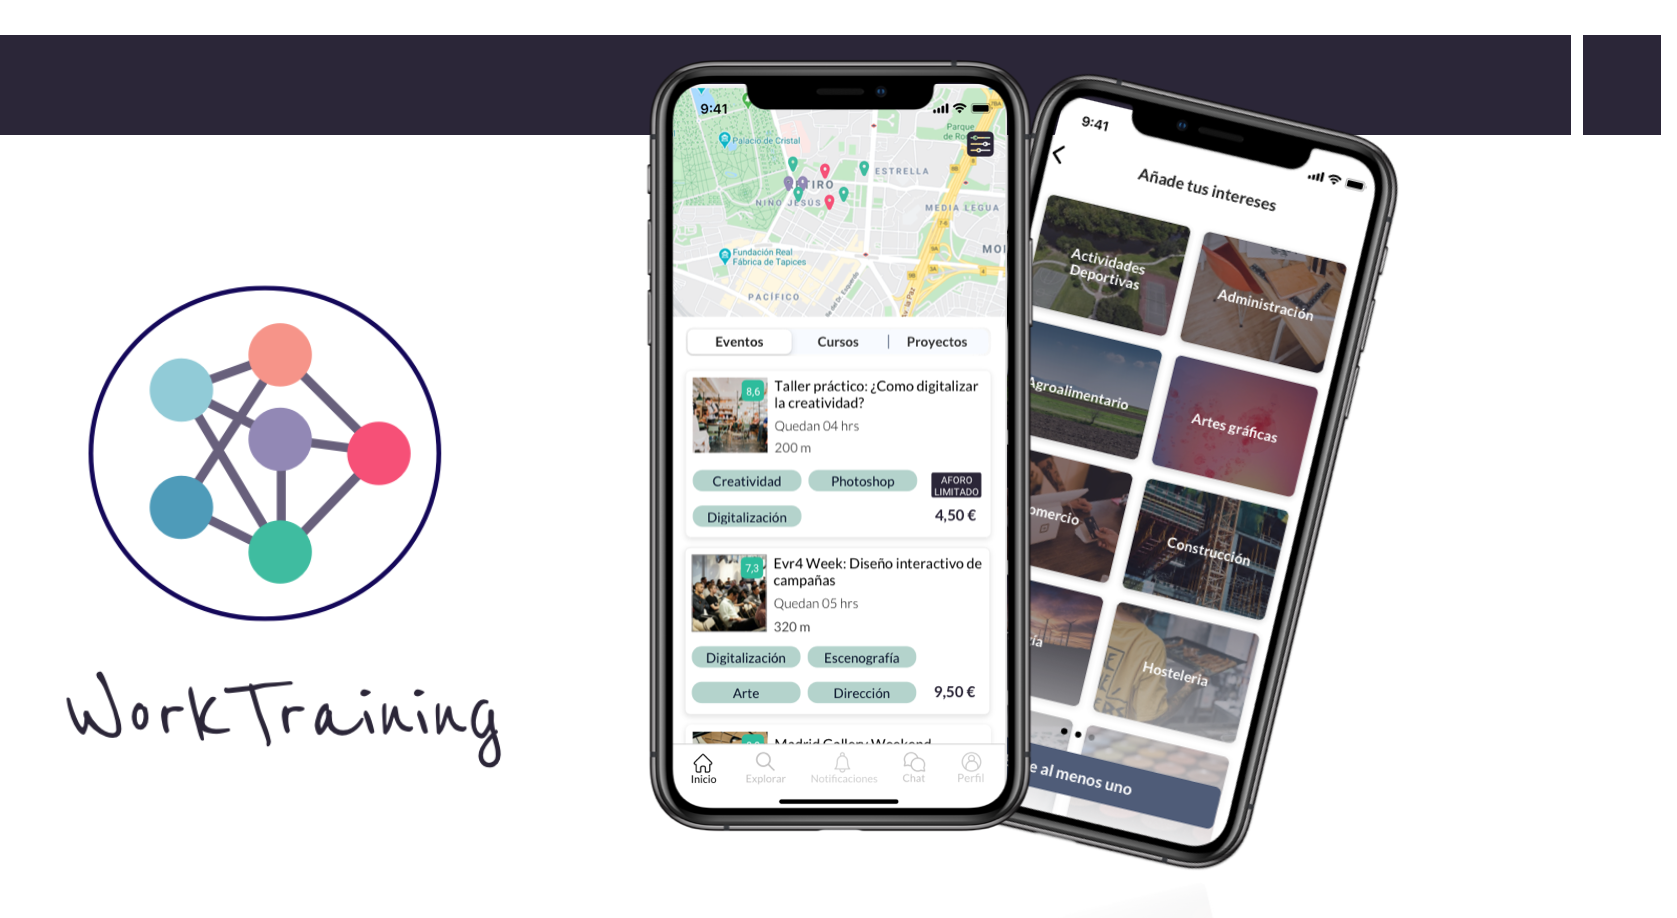 WorkTraining
9:41
Palacio de Cristal
Parque
de Ro
ESTRELLA
RETIRO
NIÑO JESÚS
MEDIA LEGUA
MO
Fundación Real
Fábrica de Tapices
PACÍFICO
Eventos
Cursos
Proyectos
8,6
Taller práctico: ¿Como digitalizar
la creatividad?
Quedan 04 hrs
200 m
Creatividad
Photoshop
AFORO
LIMITADO
Digitalización
4,50 €
7,3
Evr4 Week: Diseño interactivo de
campañas
Quedan 05 hrs
320 m
Digitalización
Escenografía
Arte
Dirección
9,50 €
Madrid Gallery Weekend
Inicio
Explorar
Notificaciones
Chat
Perfil
9:41
Añade tus intereses
Actividades
Deportivas
Administración
Agroalimentario
Artes gráficas
omercio
Construcción
ía
Hosteleria
e al menos uno